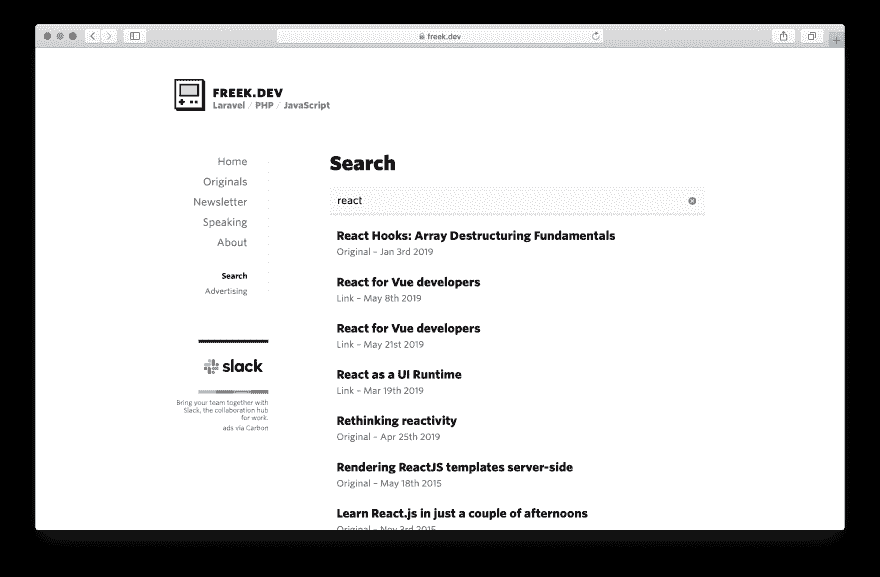 freek.dev
FREEK.DEV
Laravel / PHP / JavaScript
Home
Originals
Newsletter
Speaking
About
Search
Advertising
slack
Bring your team together with
Slack, the collaboration hub
for work.
ads via Carbon
Search
react
React Hooks: Array Destructuring Fundamentals
Original – Jan 3rd 2019
React for Vue developers
Link – May 8th 2019
React for Vue developers
Link – May 21st 2019
React as a UI Runtime
Link – Mar 19th 2019
Rethinking reactivity
Original – Apr 25th 2019
Rendering ReactJS templates server-side
Original – May 18th 2015
Learn React.js in just a couple of afternoons
Original – Nov 3rd 2015